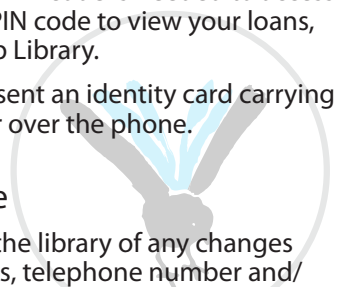 PIN code to view your loans,
Library.
sent an identity card carrying
over the phone.
the library of any changes
telephone number and/